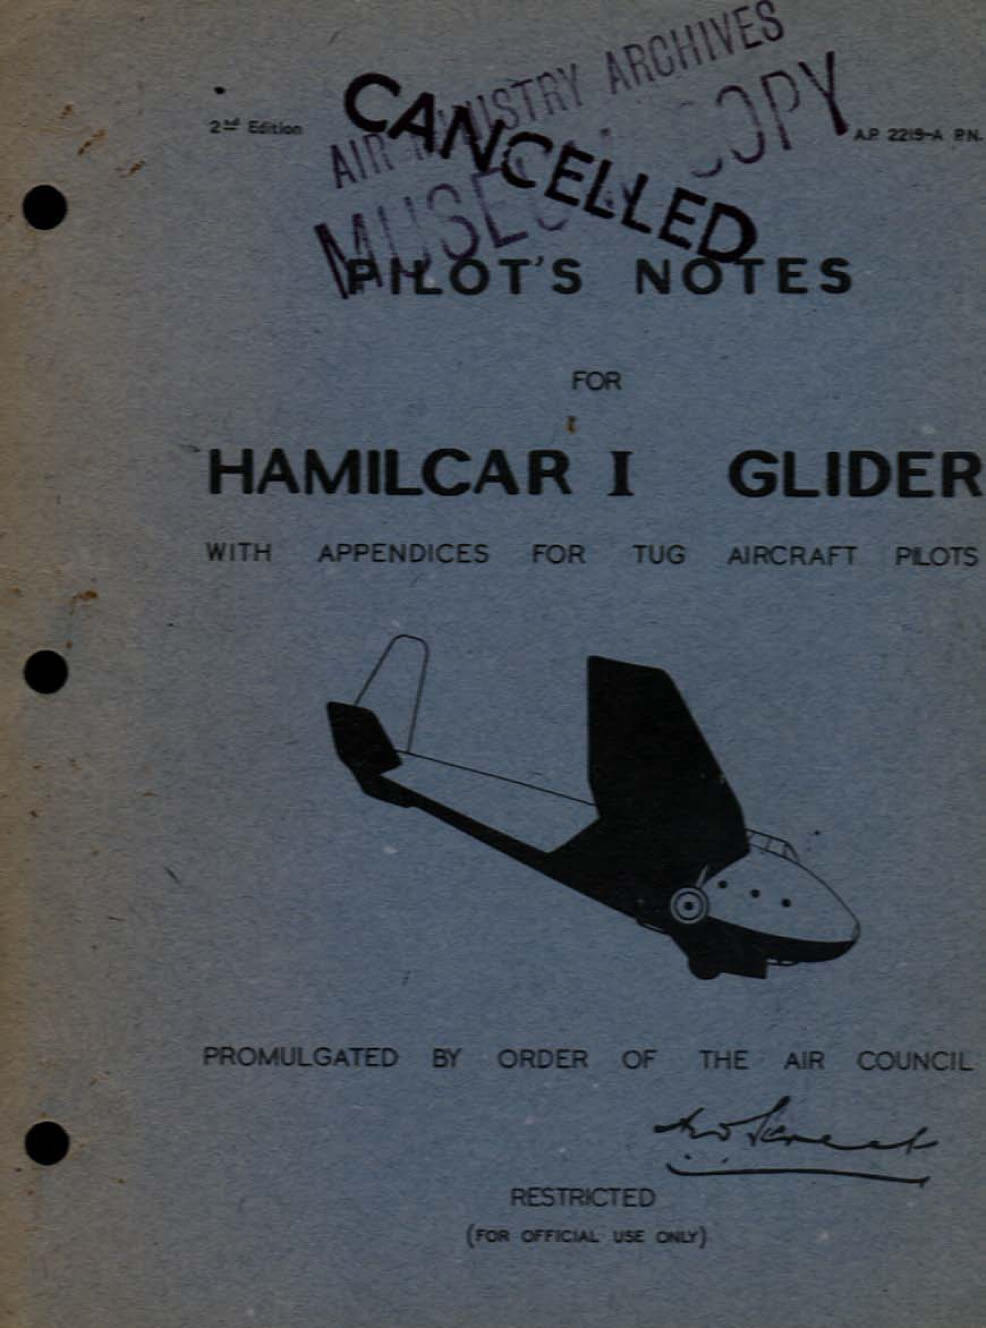 AIR MINISTRY ARCHIVES
MUSEUM COPY
CANCELLED
2nd Edition
A.P. 2219-A P.N.
PILOT'S NOTES
FOR
HAMILCAR I GLIDER
WITH APPENDICES FOR TUG AIRCRAFT PILOTS
PROMULGATED BY ORDER OF THE AIR COUNCIL
RESTRICTED
(FOR OFFICIAL USE ONLY)